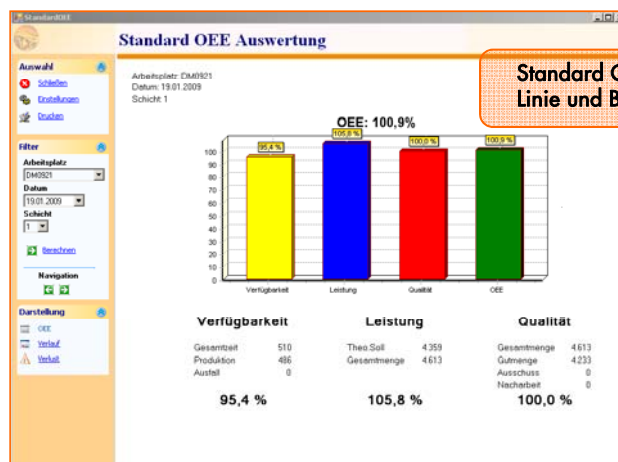 StandardOEE
Standard OEE Auswertung
Standard
Linie und B
Auswahl
Schließen
Einstellungen
Drucken
Filter
Arbeitsplatz
DM0921
Datum
19.01.2009
Schicht
1
Berechnen
Navigation
Darstellung
OEE
Verlauf
Verlust
Arbeitsplatz: DM0921
Datum: 19.01.2009
Schicht: 1
OEE: 100,9%
95,4 %
105,8 %
100,0 %
100,9 %
100
90
80
70
60
50
40
30
20
10
0
Verfügbarkeit Leistung Qualität OEE
Verfügbarkeit Leistung Qualität
Gesamtzeit 510 Theo.Soll 4.359 Gesamtmenge 4.613
Produktion 486 Gesamtmenge 4.613 Gutmenge 4.233
Ausfall 0 Ausschuss 0
Nacharbeit 0
95,4 % 105,8 % 100,0 %